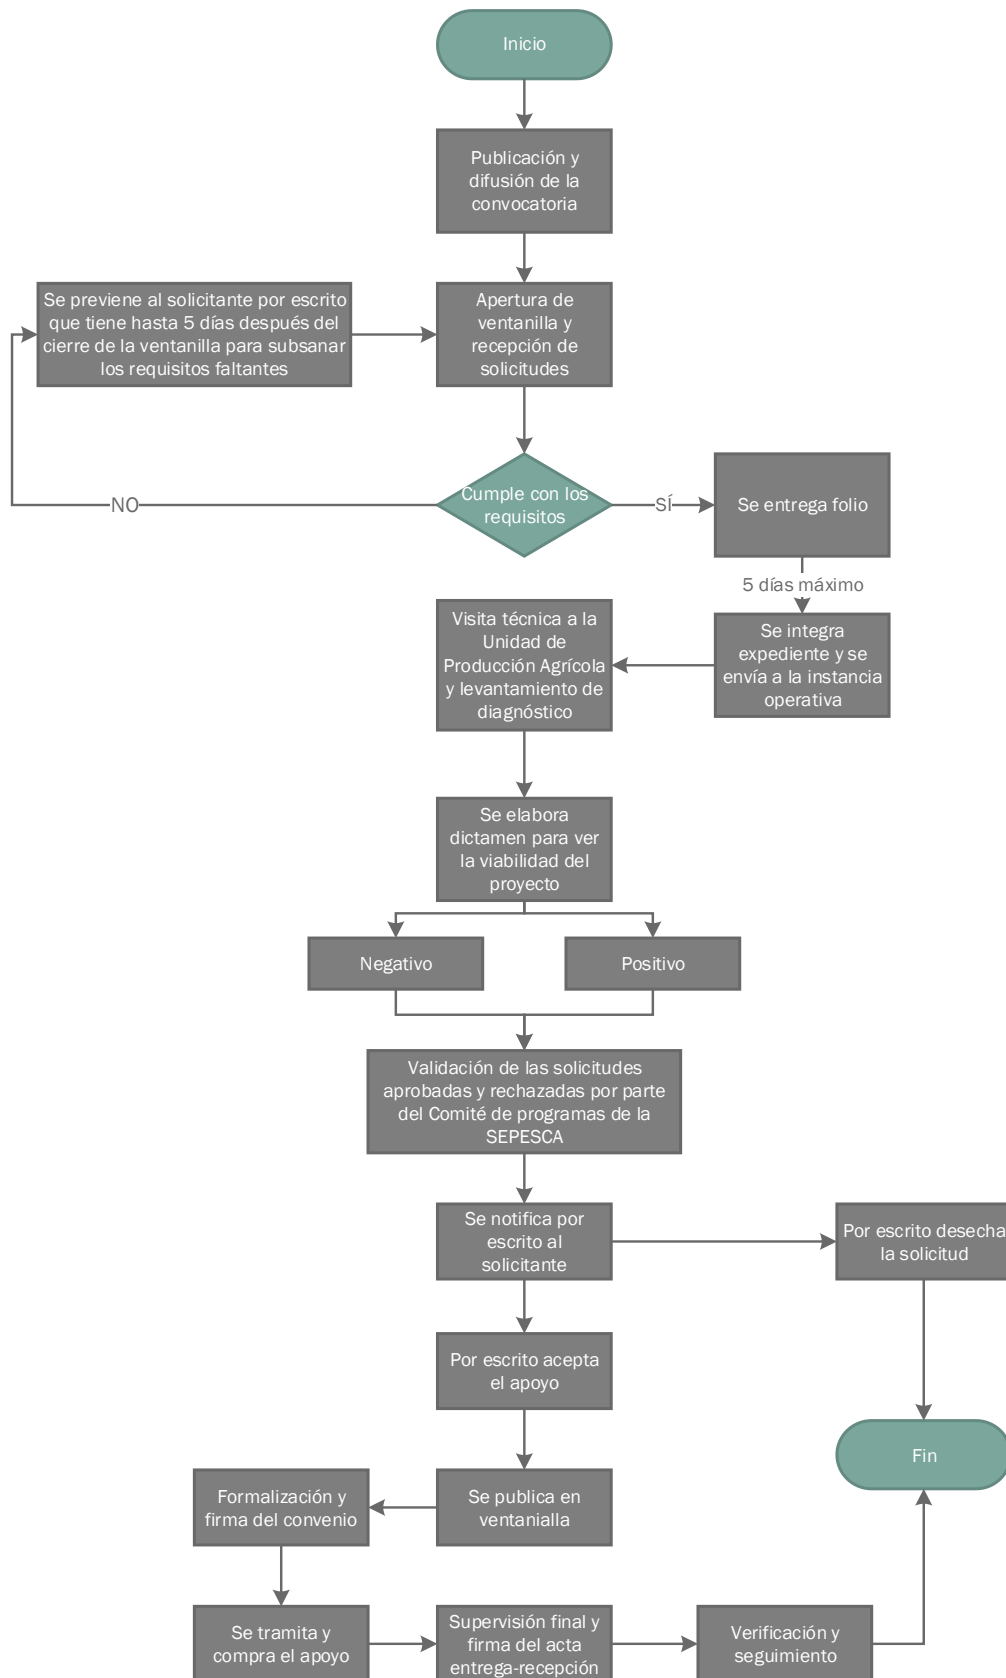 Inicio
Publicación y
difusión de la
convocatoria
Se previene al solicitante por escrito
que tiene hasta 5 días después del
cierre de la ventanilla para subsanar
los requisitos faltantes
Apertura de
ventanilla y
recepción de
solicitudes
Cumple con los
requisitos
NO
SÍ
Se entrega folio
5 días máximo
Se integra
expediente y se
envía a la instancia
operativa
Visita técnica a la
Unidad de
Producción Agrícola
y levantamiento de
diagnóstico
Se elabora
dictamen para ver
la viabilidad del
proyecto
Negativo
Positivo
Validación de las solicitudes
aprobadas y rechazadas por parte
del Comité de programas de la
SEPESCA
Se notifica por
escrito al
solicitante
Por escrito desecha
la solicitud
Por escrito acepta
el apoyo
Fin
Se publica en
ventanialla
Formalización y
firma del convenio
Se tramita y
compra el apoyo
Supervisión final y
firma del acta
entrega-recepción
Verificación y
seguimiento